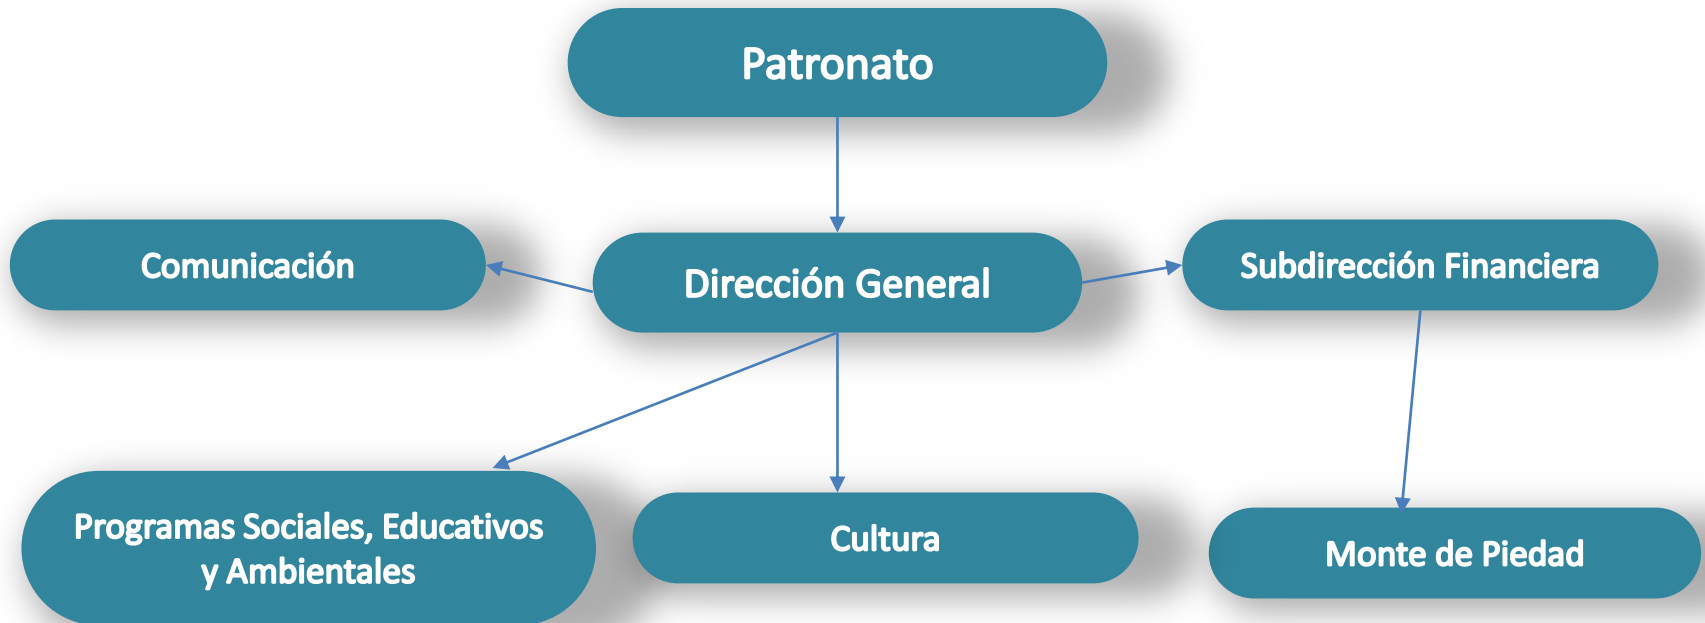 Patronato
Comunicación
Dirección General
Subdirección Financiera
Programas Sociales, Educativos
y Ambientales
Cultura
Monte de Piedad